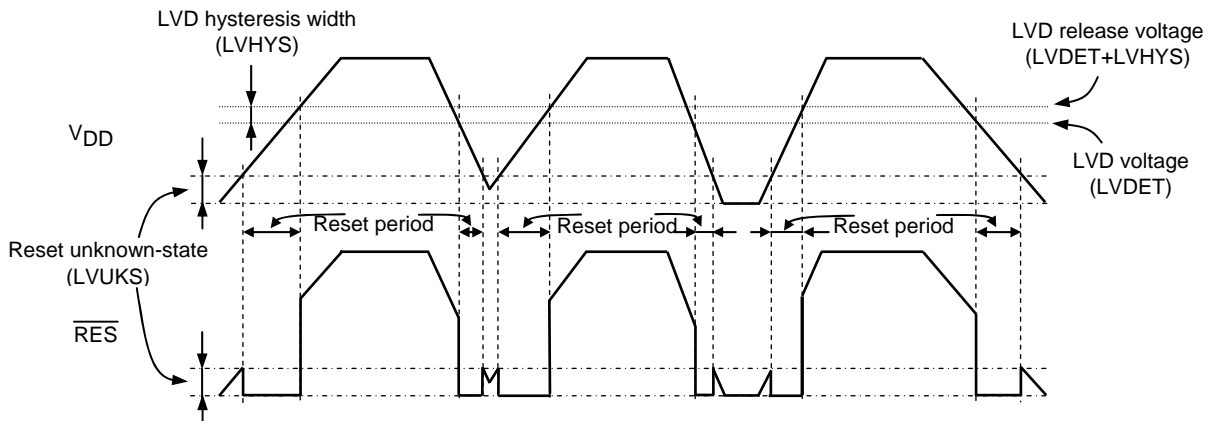 LVD hysteresis width
(LVHYS)
LVD release voltage
(LVDET+LVHYS)
VDD
LVD voltage
(LVDET)
Reset period
Reset period
Reset period
Reset unknown-state
(LVUKS)
RES